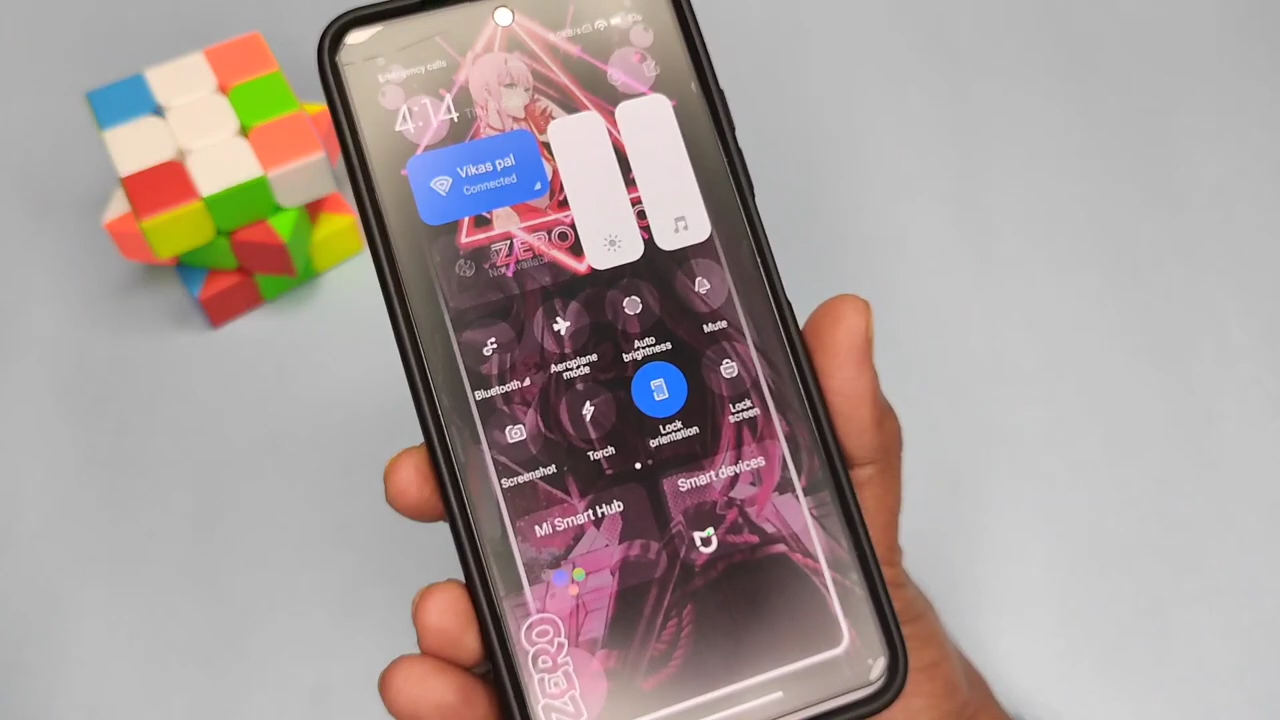 Emergency calls
4:14
Vikas pal
Connected
ZERO
Not available
Bluetooth
Aeroplane
mode
Auto
brightness
Mute
Screenshot
Torch
Lock
orientation
Lock
screen
Mi Smart Hub
Smart devices
ZERO